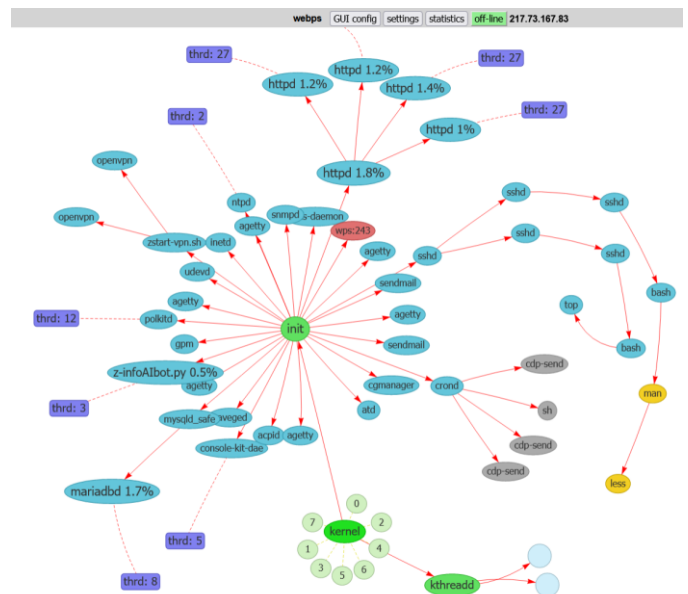 webps GUI config settings statistics off-line 217.73.167.83
thrd: 27
httpd 1.2%
httpd 1.2%
httpd 1.4%
thrd: 27
thrd: 27
httpd 1%
thrd: 2
httpd 1.8%
openvpn
openvpn
zstart-vpn.sh
ntpd
agetty
inetd
snmpd
s-daemon
wps:243
agetty
sshd
sshd
sshd
sshd
sshd
udevd
sendmail
bash
agetty
top
thrd: 12
polkitd
init
agetty
gpm
sendmail
bash
cdp-send
z-infoAIbot.py 0.5%
agetty
cgmanager
crond
man
thrd: 3
mysqld_safe
aveged
atd
sh
console-kit-dae
acpid
agetty
cdp-send
cdp-send
less
mariadbd 1.7%
0
7
2
kernel
thrd: 5
1
4
3
5
6
thrd: 8
kthreadd